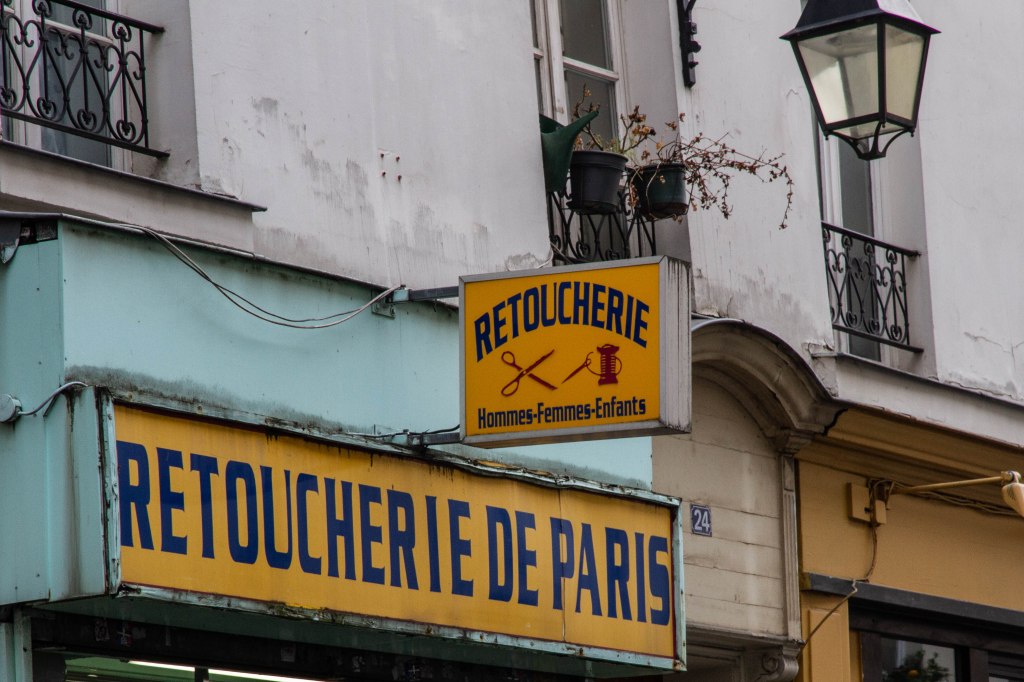 RETOUCHERIE
Hommes-Femmes-Enfants
RETOUCHERIE DE PARIS
24